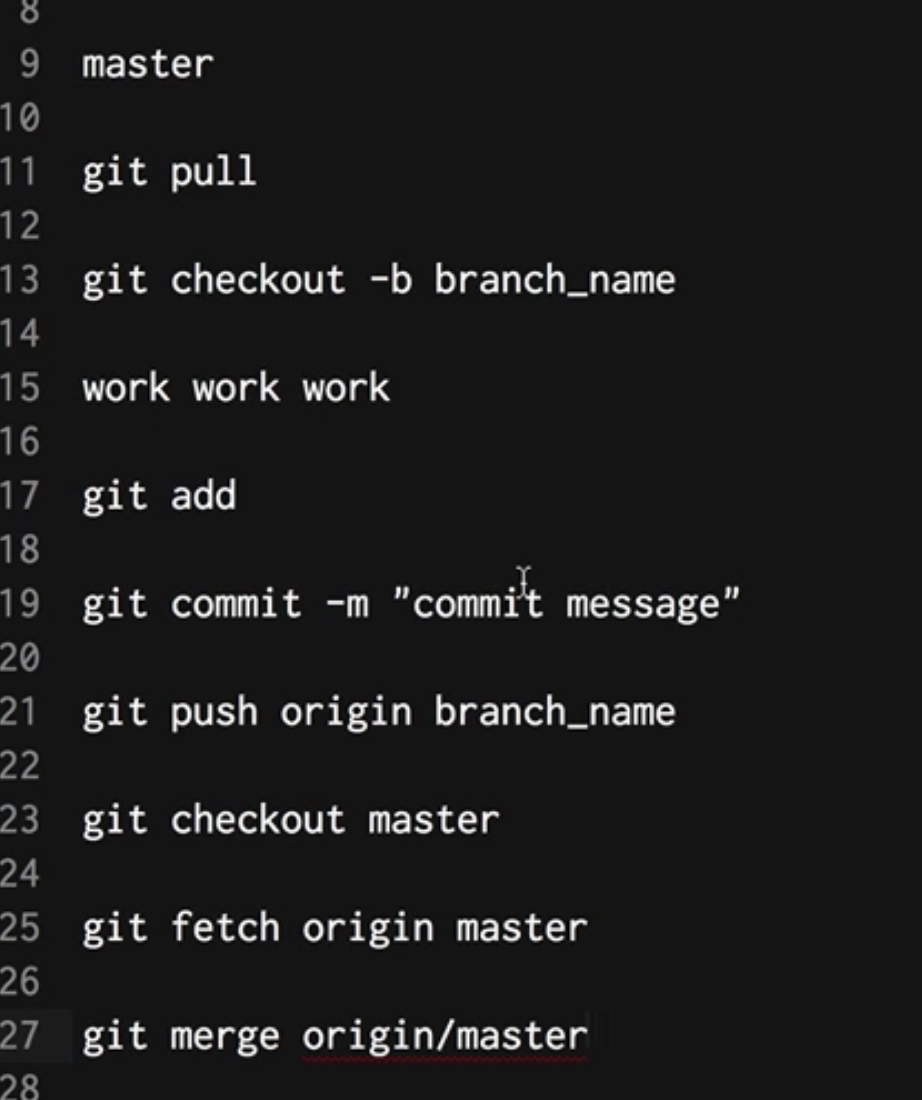 8
9 master
10
11 git pull
12
13 git checkout -b branch_name
14
15 work work work
16
17 git add
18
19 git commit -m "commit message"
20
21 git push origin branch_name
22
23 git checkout master
24
25 git fetch origin master
26
27 git merge origin/master
28